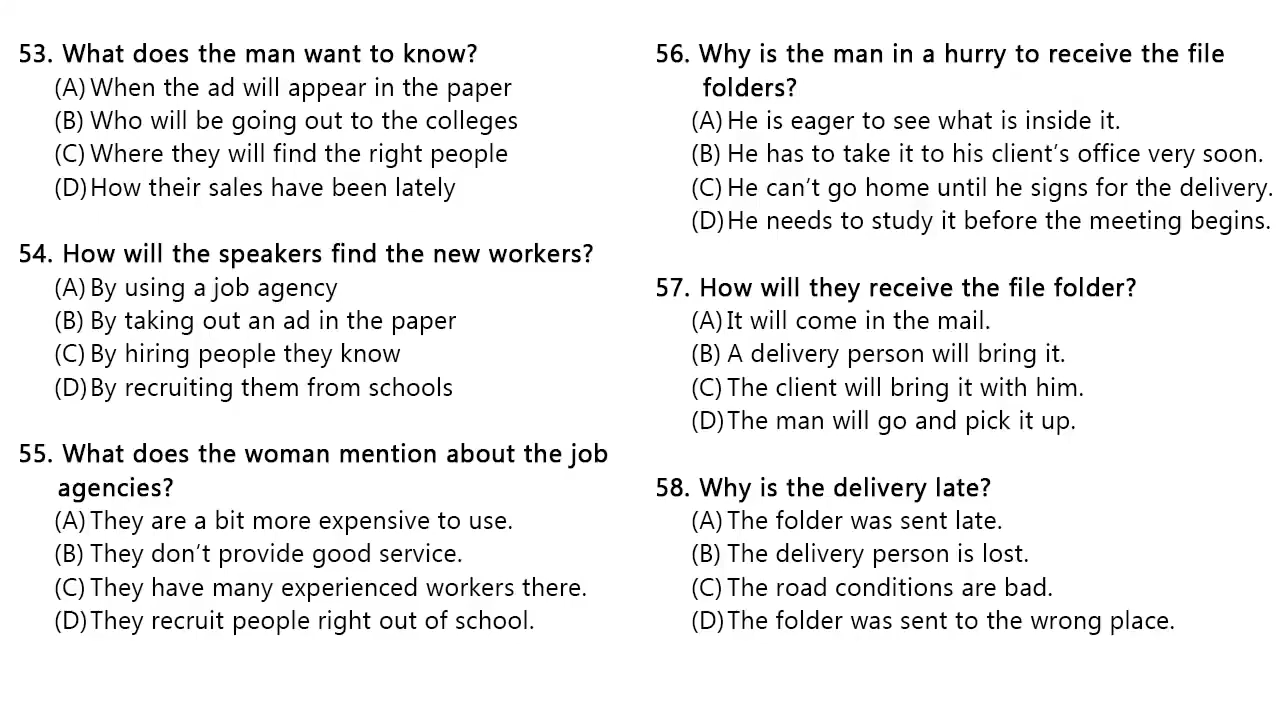 53. What does the man want to know?
(A) When the ad will appear in the paper
(B) Who will be going out to the colleges
(C) Where they will find the right people
(D) How their sales have been lately
54. How will the speakers find the new workers?
(A) By using a job agency
(B) By taking out an ad in the paper
(C) By hiring people they know
(D) By recruiting them from schools
55. What does the woman mention about the job
agencies?
(A) They are a bit more expensive to use.
(B) They don't provide good service.
(C) They have many experienced workers there.
(D) They recruit people right out of school.
56. Why is the man in a hurry to receive the file
folders?
(A) He is eager to see what is inside it.
(B) He has to take it to his client's office very soon.
(C) He can't go home until he signs for the delivery.
(D) He needs to study it before the meeting begins.
57. How will they receive the file folder?
(A) It will come in the mail.
(B) A delivery person will bring it.
(C) The client will bring it with him.
(D) The man will go and pick it up.
58. Why is the delivery late?
(A) The folder was sent late.
(B) The delivery person is lost.
(C) The road conditions are bad.
(D) The folder was sent to the wrong place.